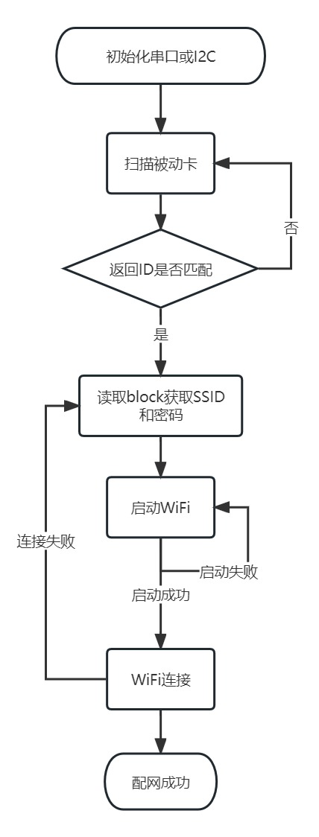 初始化串口或I2C
扫描被动卡
否
返回ID是否匹配
是
读取block获取SSID
和密码
启动WiFi
连接失败
启动失败
启动成功
WiFi连接
配网成功